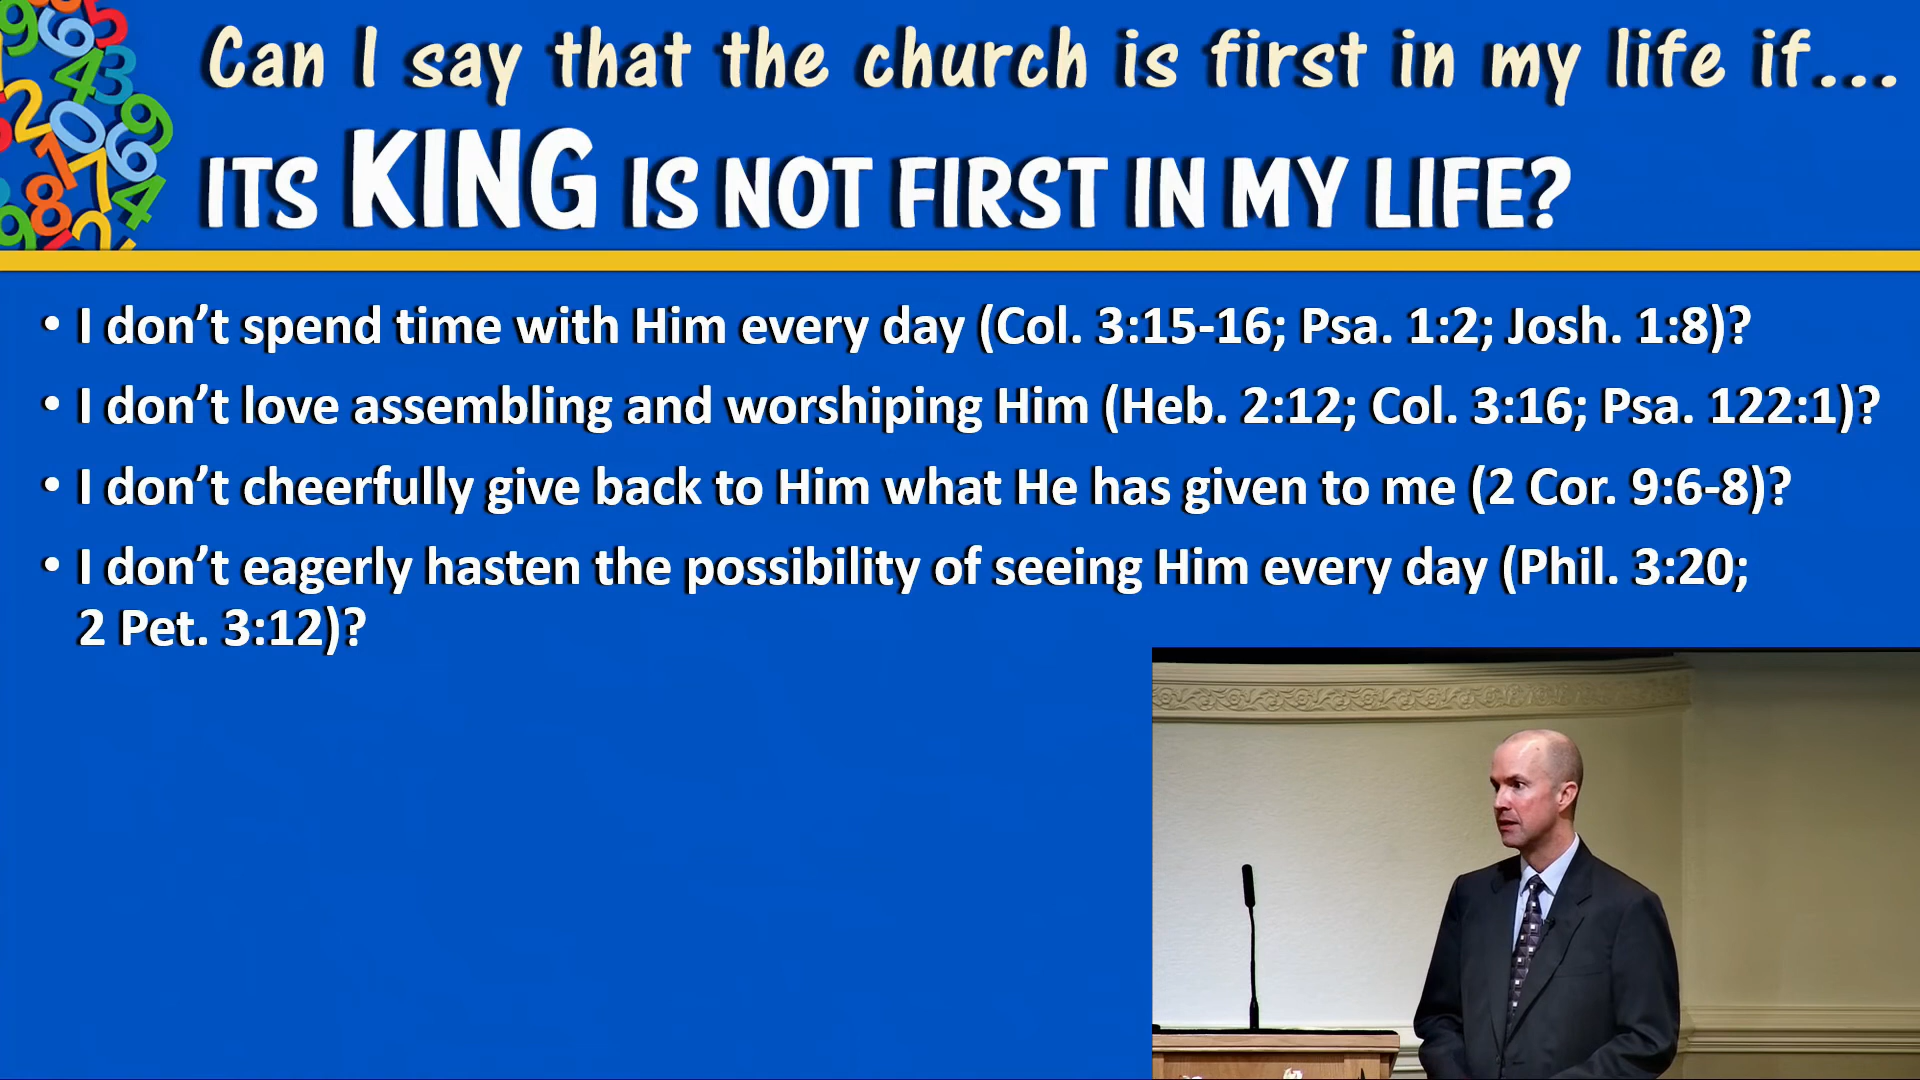 Can I say that the church is first in my life if...
ITS KING IS NOT FIRST IN MY LIFE?
• I don’t spend time with Him every day (Col. 3:15-16; Psa. 1:2; Josh. 1:8)?
• I don’t love assembling and worshiping Him (Heb. 2:12; Col. 3:16; Psa. 122:1)?
• I don’t cheerfully give back to Him what He has given to me (2 Cor. 9:6-8)?
• I don’t eagerly hasten the possibility of seeing Him every day (Phil. 3:20;
2 Pet. 3:12)?